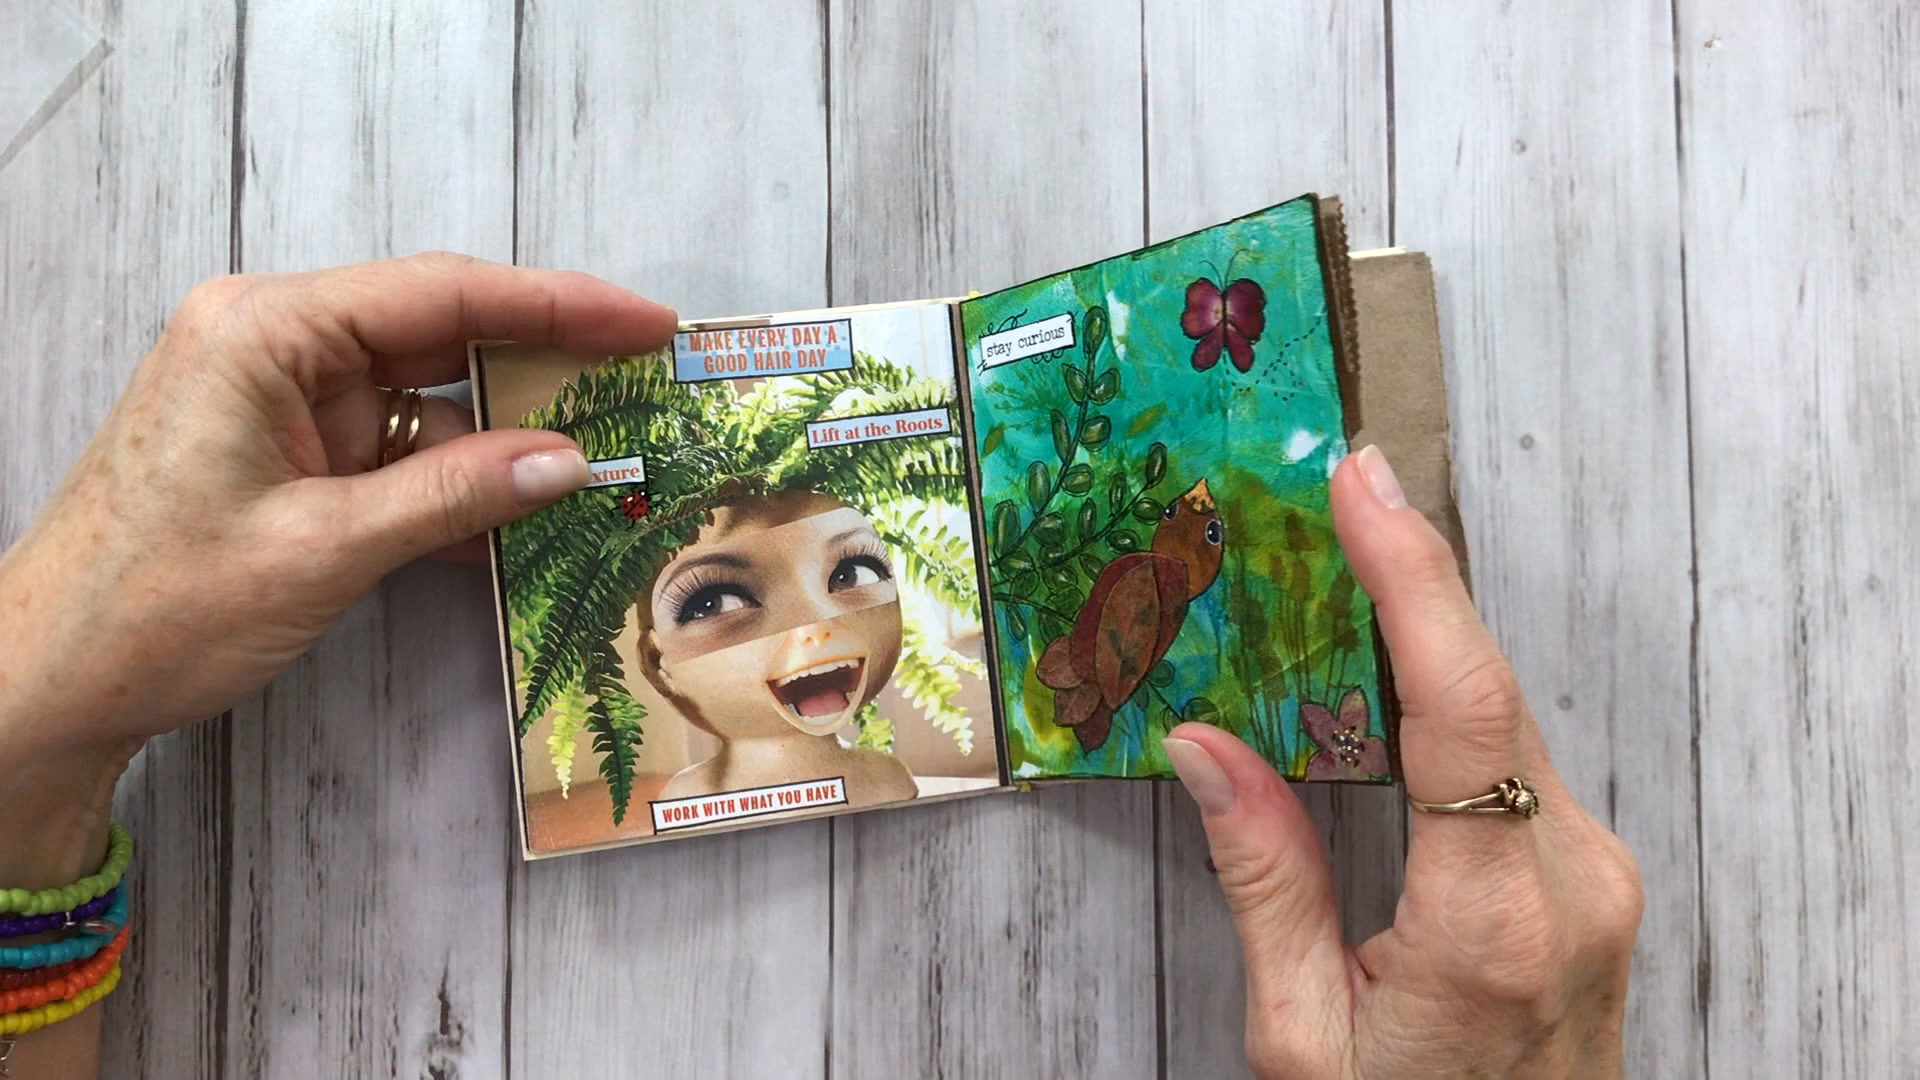 MAKE EVERY DAY A
GOOD HAIR DAY
Lift at the Roots
xture
WORK WITH WHAT YOU HAVE
stay curious